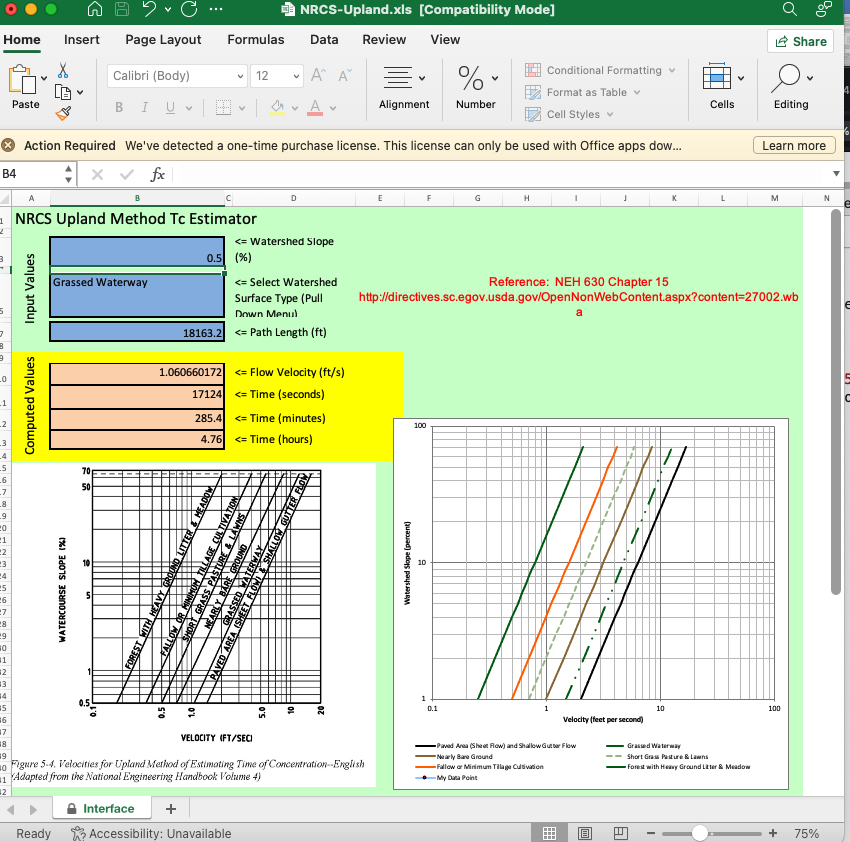 NRCS-Upland.xls [Compatibility Mode]
Home Insert Page Layout Formulas Data Review View Share
Paste
Calibri (Body) 12 A A
B I U A
Alignment
% Number
Conditional Formatting
Format as Table
Cell Styles
Cells
Editing
Action Required We've detected a one-time purchase license. This license can only be used with Office apps dow... Learn more
B4 fx
A B C D E F G H I J K L M N
NRCS Upland Method Tc Estimator
Input Values
0.5 <= Watershed Slope
(%)
Grassed Waterway <= Select Watershed
Surface Type (Pull
Down Menu)
18163.2 <= Path Length (ft)
Reference: NEH 630 Chapter 15
http://directives.sc.egov.usda.gov/OpenNonWebContent.aspx?content=27002.wb
a
Computed Values
1.060660172 <= Flow Velocity (ft/s)
17124 <= Time (seconds)
285.4 <= Time (minutes)
4.76 <= Time (hours)
WATERCOURSE SLOPE (%)
70
50
10
5
1
0.5
FOREST WITH HEAVY GROUND LITTER & MEADOW
FALLOW OR MINIMUM TILLAGE CULTIVATION
SHORT GRASS PASTURE & LAWNS
NEARLY BARE GROUND
GRASSED WATERWAY
PAVED AREA (SHEET FLOW) & SHALLOW GUTTER FLOW
0.1 0.5 1.0 5.0 10 20
VELOCITY (FT/SEC)
Figure 5-4. Velocities for Upland Method of Estimating Time of Concentration--English
(Adapted from the National Engineering Handbook Volume 4)
Watershed Slope (percent)
100
10
1
0.1 1 10 100
Velocity (feet per second)
Paved Area (Sheet Flow) and Shallow Gutter Flow
Grassed Waterway
Nearly Bare Ground
Short Grass Pasture & Lawns
Fallow or Minimum Tillage Cultivation
Forest with Heavy Ground Litter & Meadow
My Data Point
Interface +
Ready Accessibility: Unavailable 75%